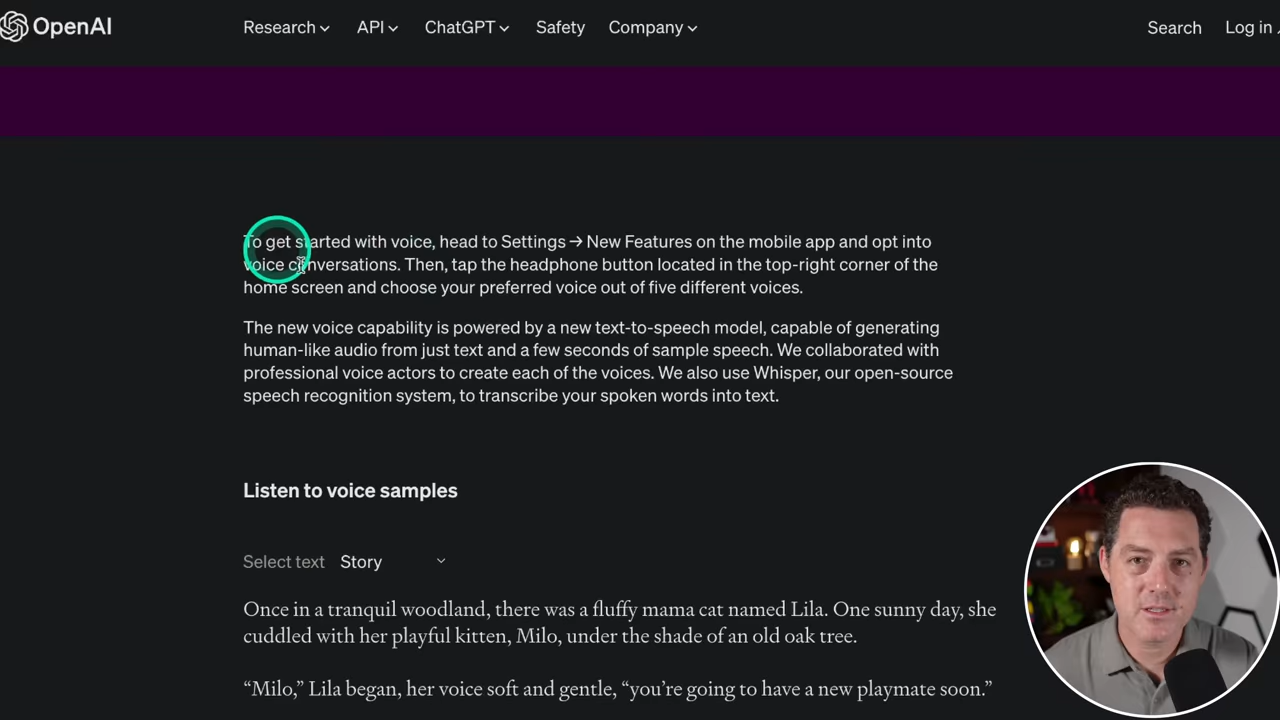 OpenAI
Research
API
ChatGPT
Safety
Company
Search
Log in
To get started with voice, head to Settings → New Features on the mobile app and opt into
voice conversations. Then, tap the headphone button located in the top-right corner of the
home screen and choose your preferred voice out of five different voices.
The new voice capability is powered by a new text-to-speech model, capable of generating
human-like audio from just text and a few seconds of sample speech. We collaborated with
professional voice actors to create each of the voices. We also use Whisper, our open-source
speech recognition system, to transcribe your spoken words into text.
Listen to voice samples
Select text Story
Once in a tranquil woodland, there was a fluffy mama cat named Lila. One sunny day, she
cuddled with her playful kitten, Milo, under the shade of an old oak tree.
“Milo,” Lila began, her voice soft and gentle, “you’re going to have a new playmate soon.”